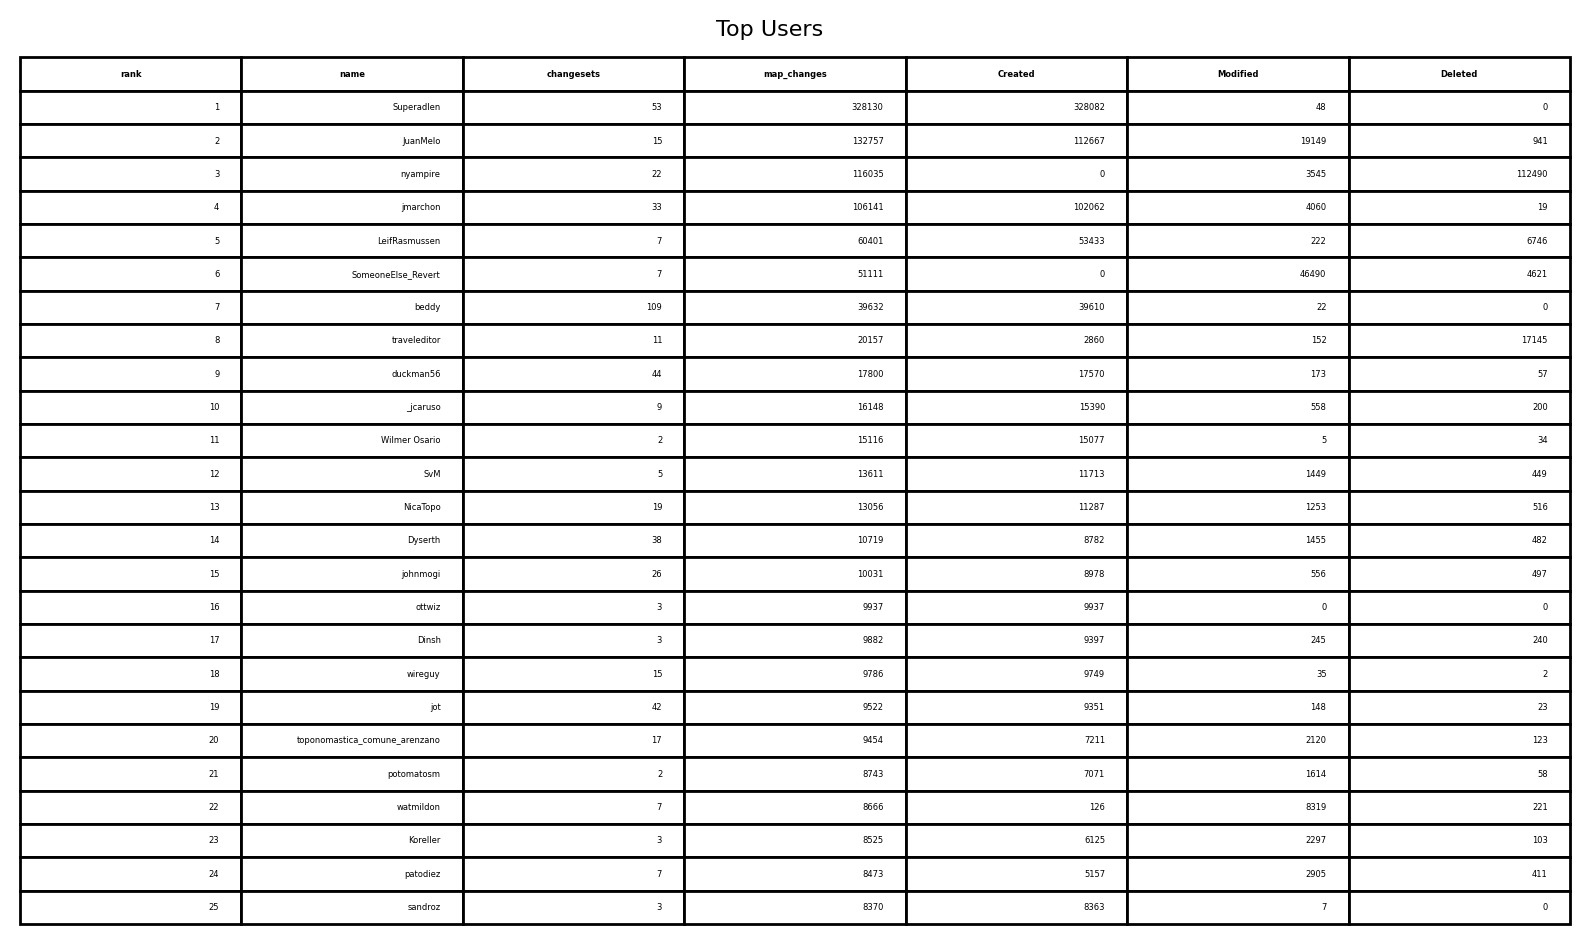 Top Users
rank name changesets map_changes Created Modified Deleted
1 Superadlen 53 328130 328082 48 0
2 JuanMelo 15 132757 112667 19149 941
3 nyampire 22 116035 0 3545 112490
4 jmarchon 33 106141 102062 4060 19
5 LeifRasmussen 7 60401 53433 222 6746
6 SomeoneElse_Revert 7 51111 0 46490 4621
7 beddy 109 39632 39610 22 0
8 traveleditor 11 20157 2860 152 17145
9 duckman56 44 17800 17570 173 57
10 _jcaruso 9 16148 15390 558 200
11 Wilmer Osario 2 15116 15077 5 34
12 SvM 5 13611 11713 1449 449
13 NicaTopo 19 13056 11287 1253 516
14 Dyserth 38 10719 8782 1455 482
15 johnmogi 26 10031 8978 556 497
16 ottwiz 3 9937 9937 0 0
17 Dinsh 3 9882 9397 245 240
18 wireguy 15 9786 9749 35 2
19 jot 42 9522 9351 148 23
20 toponomastica_comune_arenzano 17 9454 7211 2120 123
21 potomatosm 2 8743 7071 1614 58
22 watmildon 7 8666 126 8319 221
23 Koreller 3 8525 6125 2297 103
24 patodiez 7 8473 5157 2905 411
25 sandroz 3 8370 8363 7 0